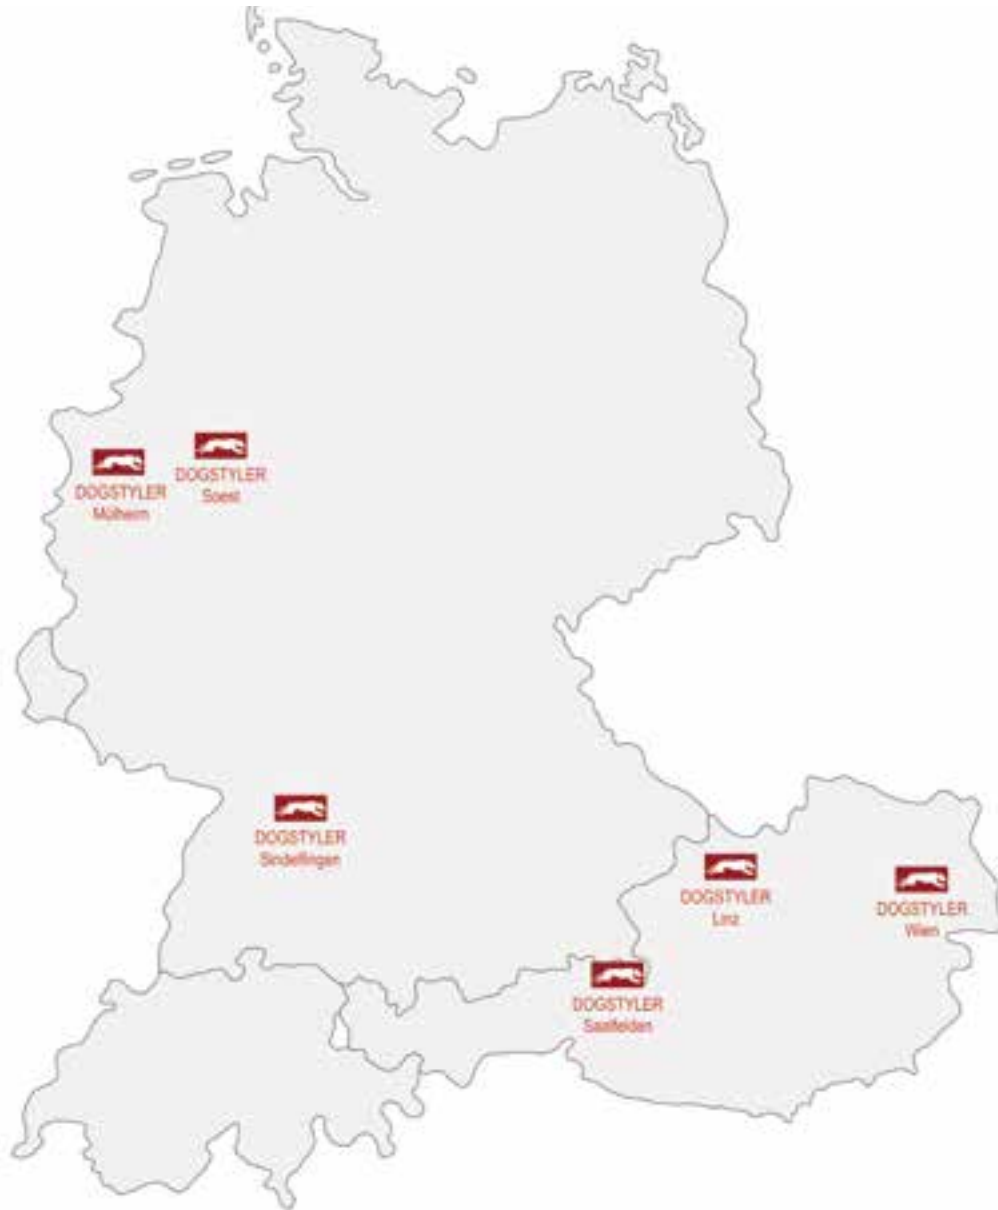 DOGSTYLER
Mülheim
DOGSTYLER
Soest
DOGSTYLER
Sindelfingen
DOGSTYLER
Linz
DOGSTYLER
Wien
DOGSTYLER
Saalfelden